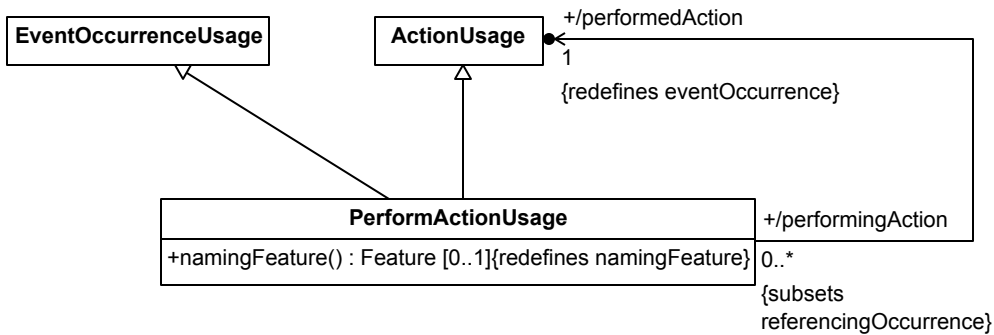 EventOccurrenceUsage
ActionUsage
+/performedAction
1
{redefines eventOccurrence}
PerformActionUsage
+namingFeature() : Feature [0..1]{redefines namingFeature}
+/performingAction
0..*
{subsets
referencingOccurrence}